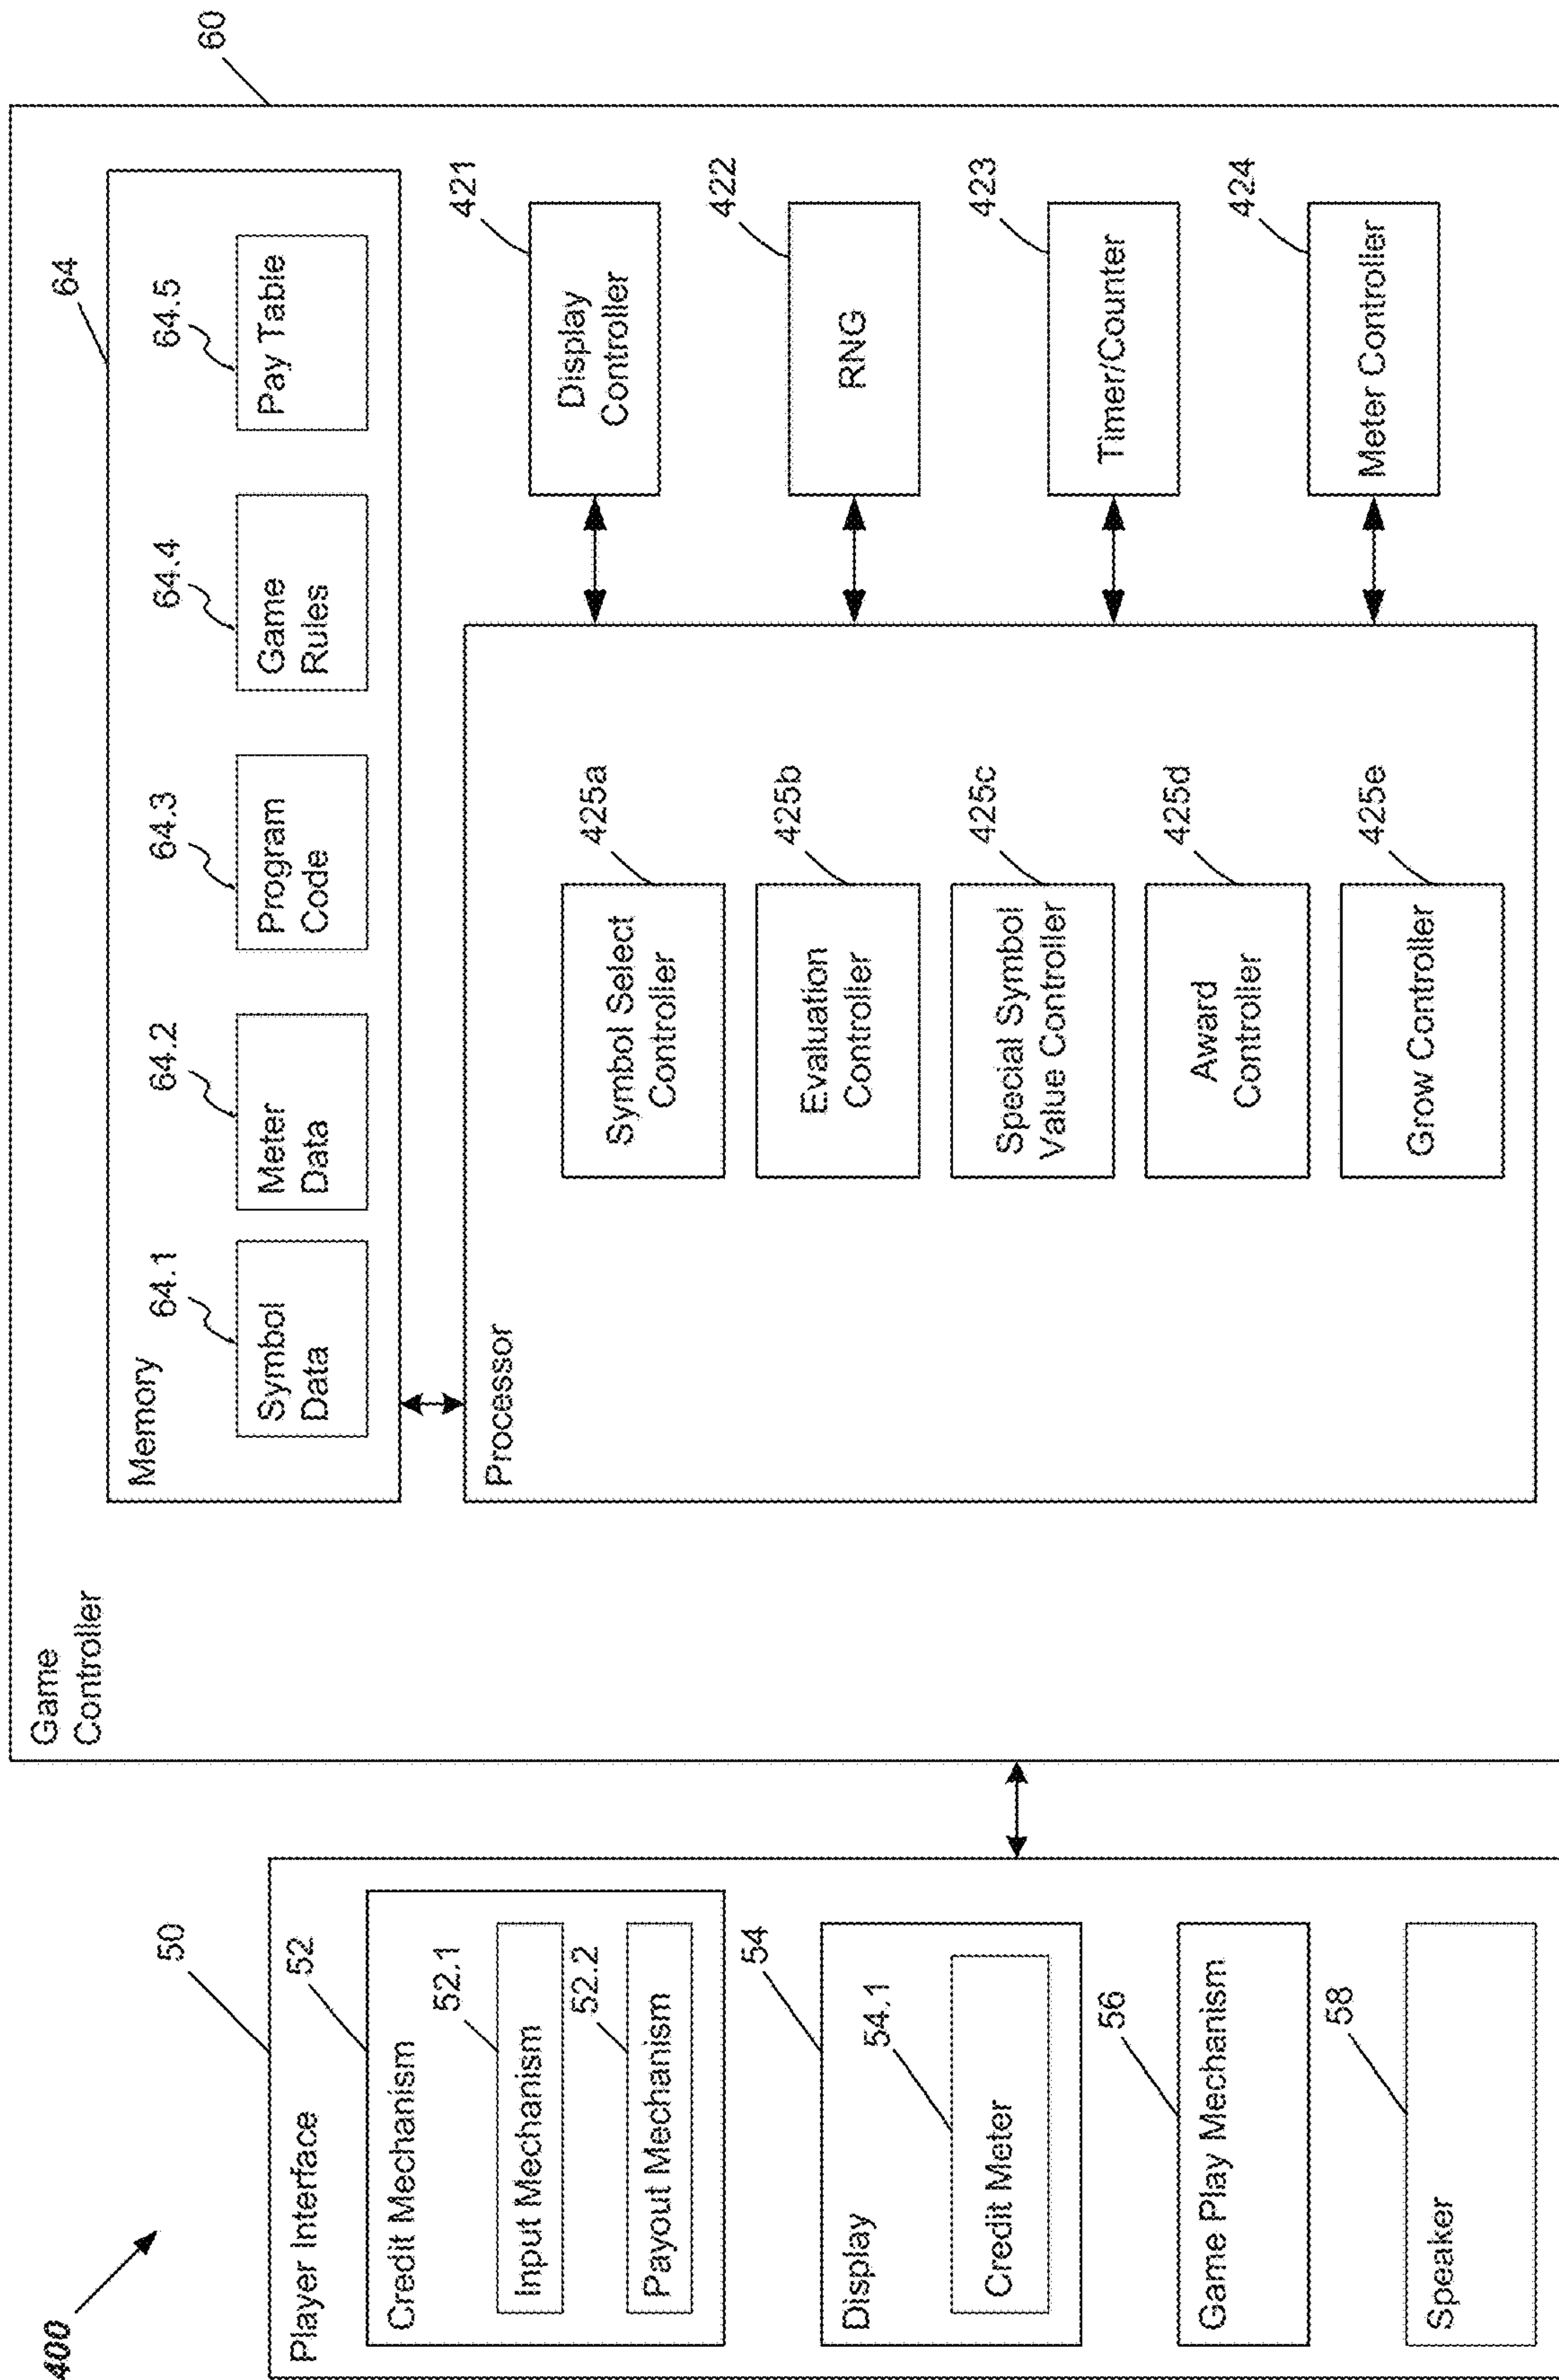 400
Player Interface
50
Credit Mechanism
52
Input Mechanism
52.1
Payout Mechanism
52.2
Display
54
Credit Meter
54.1
Game Play Mechanism
56
Speaker
58
Game
Controller
60
Memory
64
Symbol
Data
64.1
Meter
Data
64.2
Program
Code
64.3
Game
Rules
64.4
Pay Table
64.5
Processor
Symbol Select
Controller
425a
Evaluation
Controller
425b
Special Symbol
Value Controller
425c
Award
Controller
425d
Grow Controller
425e
Display
Controller
421
RNG
422
Timer/Counter
423
Meter Controller
424